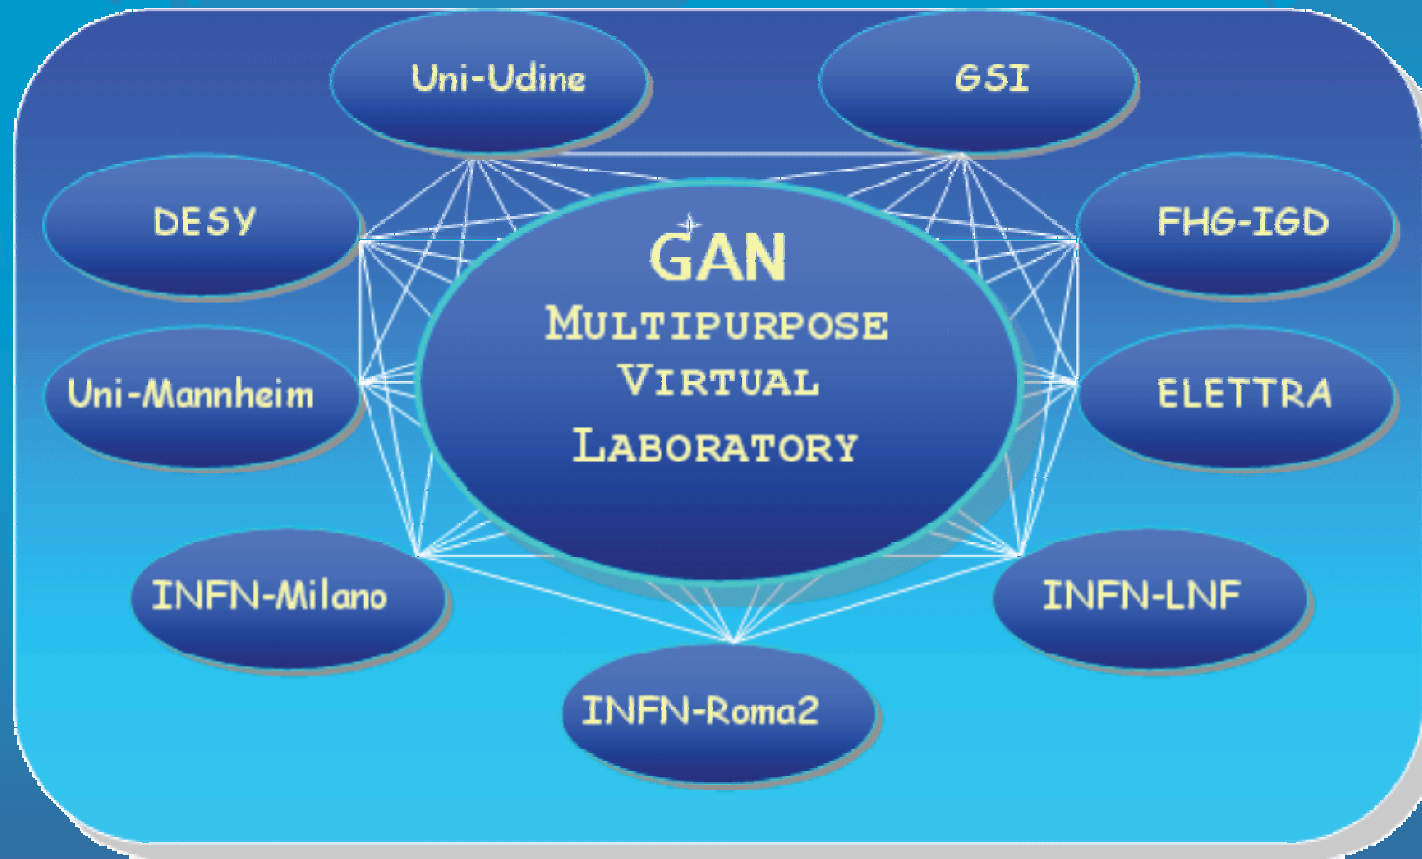 Uni-Udine
GSI
DESY
FHG-IGD
GAN
MULTIPURPOSE
VIRTUAL
LABORATORY
Uni-Mannheim
ELETTRA
INFN-Milano
INFN-LNF
INFN-Roma2